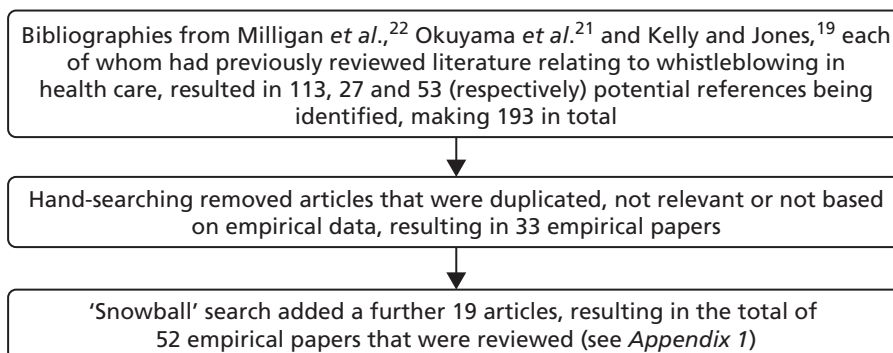 Bibliographies from Milligan et al.,22 Okuyama et al.21 and Kelly and Jones,19 each
of whom had previously reviewed literature relating to whistleblowing in
health care, resulted in 113, 27 and 53 (respectively) potential references being
identified, making 193 in total
Hand-searching removed articles that were duplicated, not relevant or not based
on empirical data, resulting in 33 empirical papers
‘Snowball’ search added a further 19 articles, resulting in the total of
52 empirical papers that were reviewed (see Appendix 1)